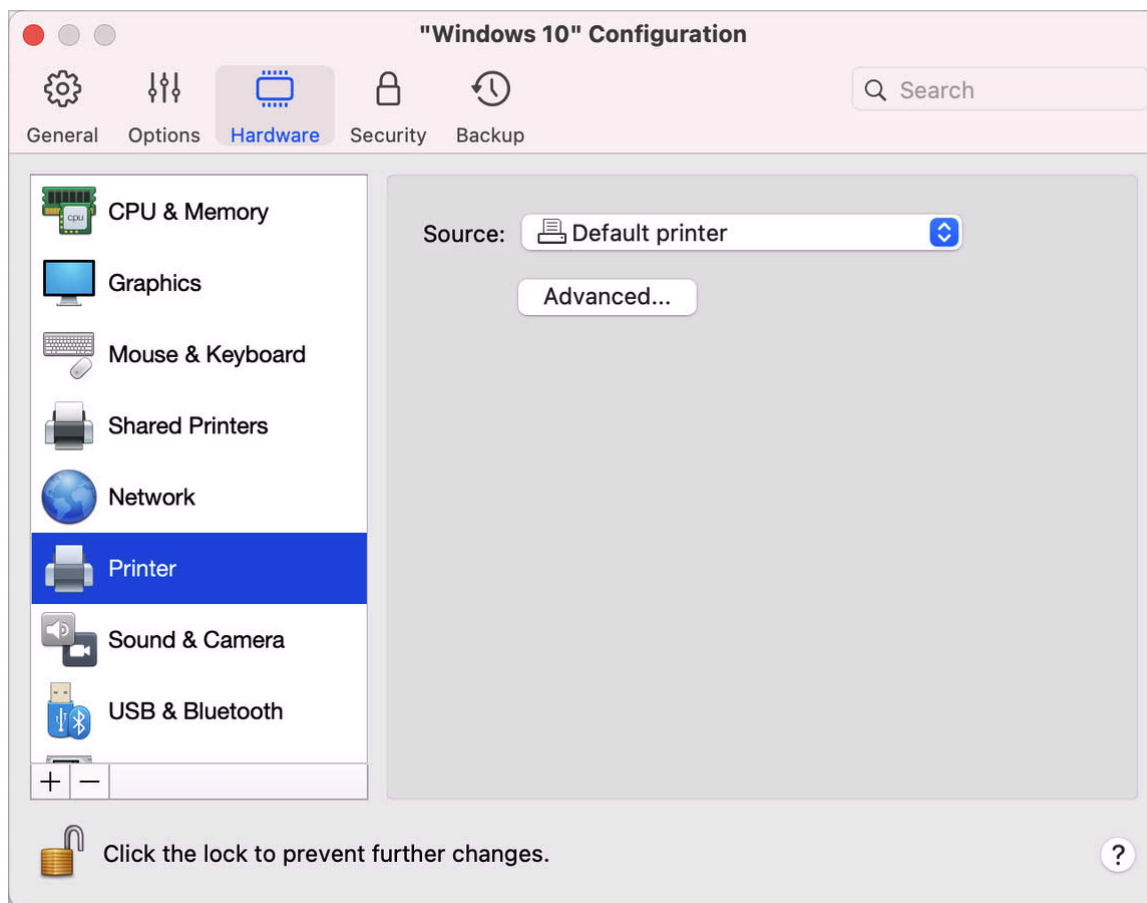 "Windows 10" Configuration
General Options Hardware Security Backup
Search
CPU & Memory
Graphics
Mouse & Keyboard
Shared Printers
Network
Printer
Sound & Camera
USB & Bluetooth
Source: Default printer
Advanced...
Click the lock to prevent further changes.
?